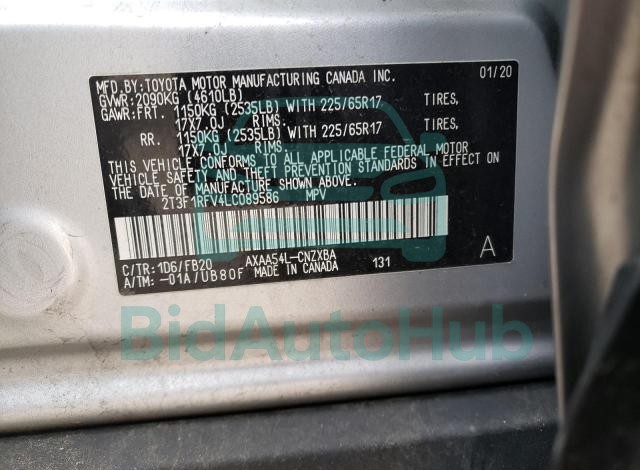 MFD.BY:TOYOTA MOTOR MANUFACTURING CANADA INC. 01/20
GVWR:2090KG (4610LB)
GAWR:FRT. 1150KG (2535LB) WITH 225/65R17 TIRES,
17X7.0J RIMS.
RR. 1150KG (2535LB) WITH 225/65R17 TIRES,
17X7.0J RIMS.
THIS VEHICLE CONFORMS TO ALL APPLICABLE FEDERAL MOTOR
VEHICLE SAFETY AND THEFT PREVENTION STANDARDS IN EFFECT ON
THE DATE OF MANUFACTURE SHOWN ABOVE.
2T3F1RFV4LC089586 MPV
C/TR:1D6/FB20 AXAA54L-CNZXBA 131 A
A/TM:-01A/UB80F MADE IN CANADA
BidAutoHub